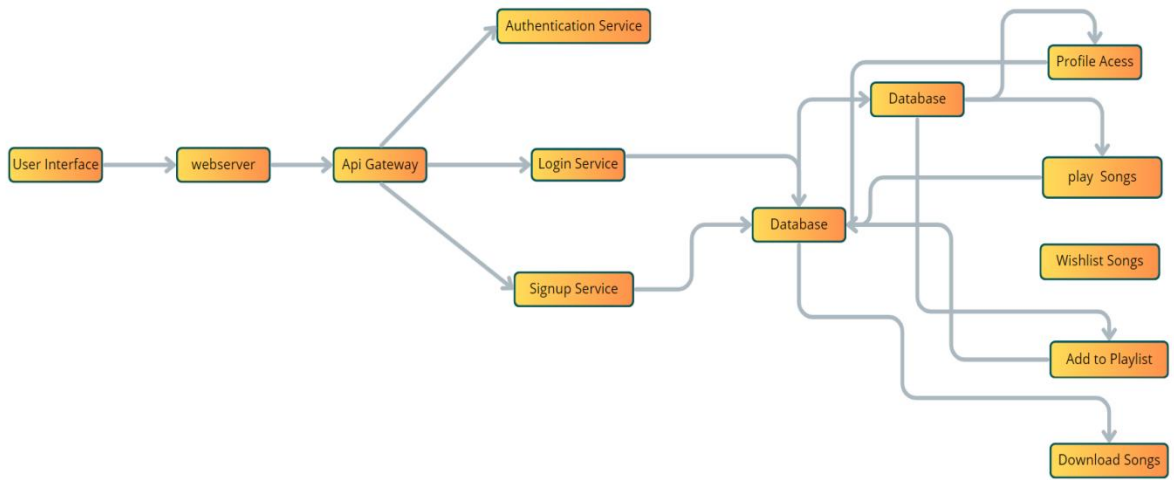 Authentication Service
Profile Acess
Database
User Interface
webserver
Api Gateway
Login Service
play Songs
Database
Wishlist Songs
Signup Service
Add to Playlist
Download Songs